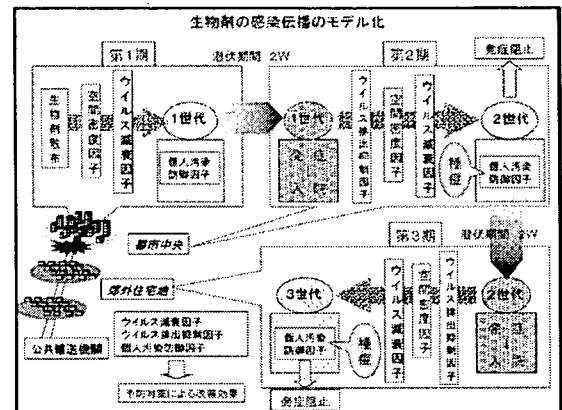 生物剤の感染伝播のモデル化
第1期
潜伏期間 2W
第2期
発症阻止
生物剤散布
空間密度因子
ウイルス減衰因子
1世代
個人汚染
防御因子
1世代
発症
入院
ウイルス排出抑制因子
空間密度因子
ウイルス減衰因子
2世代
種痘
個人汚染
防御因子
都市中央
郊外住宅地
公共輸送機関
第3期
潜伏期間 2W
3世代
個人汚染
防御因子
種痘
ウイルス減衰因子
空間密度因子
ウイルス排出抑制因子
2世代
発症
入院
発症阻止
ウイルス減衰因子
ウイルス排出抑制因子
個人汚染防御因子
予防対策による改善効果